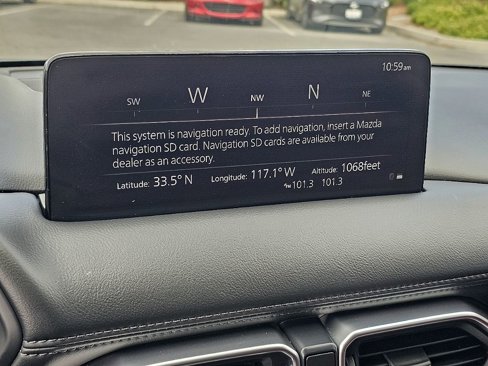 10:59am
SW W NW N NE
This system is navigation ready. To add navigation, insert a Mazda
navigation SD card. Navigation SD cards are available from your
dealer as an accessory.
Latitude: 33.5° N Longitude: 117.1° W Altitude: 1068feet
FM 101.3 101.3